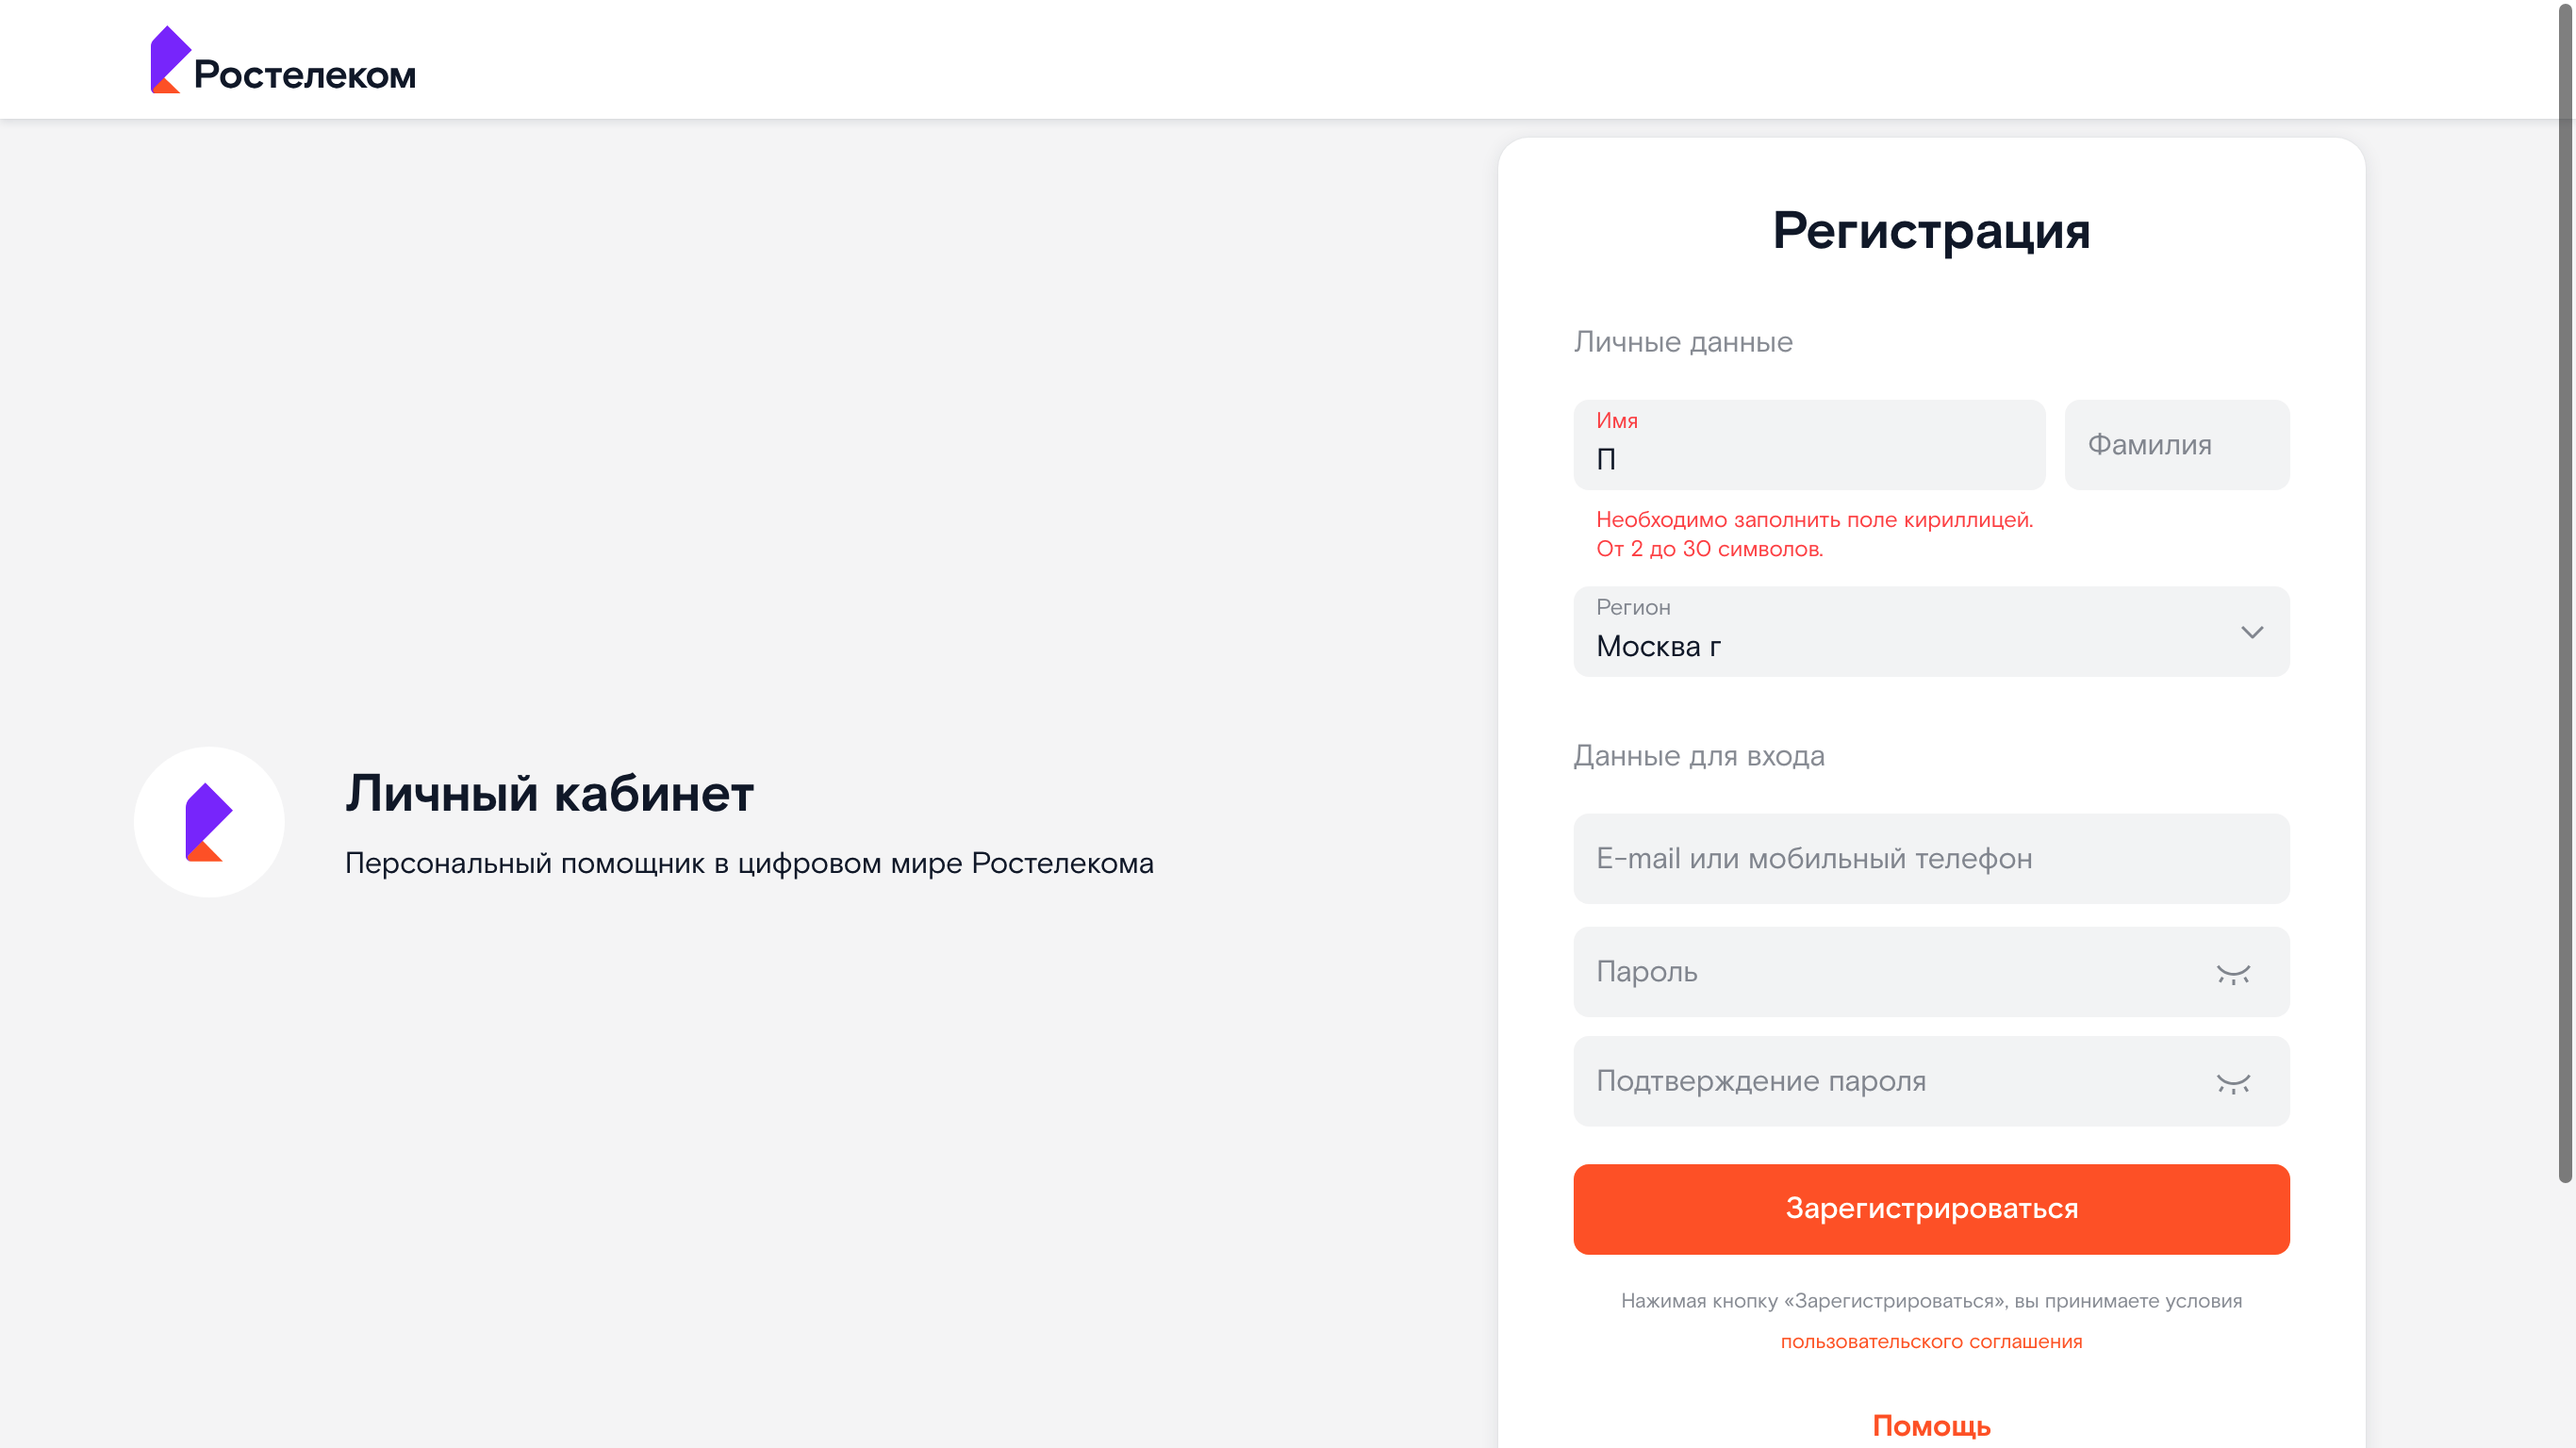 Ростелеком
Регистрация
Личные данные
Имя
П
Фамилия
Необходимо заполнить поле кириллицей.
От 2 до 30 символов.
Регион
Москва г
Личный кабинет
Персональный помощник в цифровом мире Ростелекома
Данные для входа
E-mail или мобильный телефон
Пароль
Подтверждение пароля
Зарегистрироваться
Нажимая кнопку «Зарегистрироваться», вы принимаете условия
пользовательского соглашения
Помощь